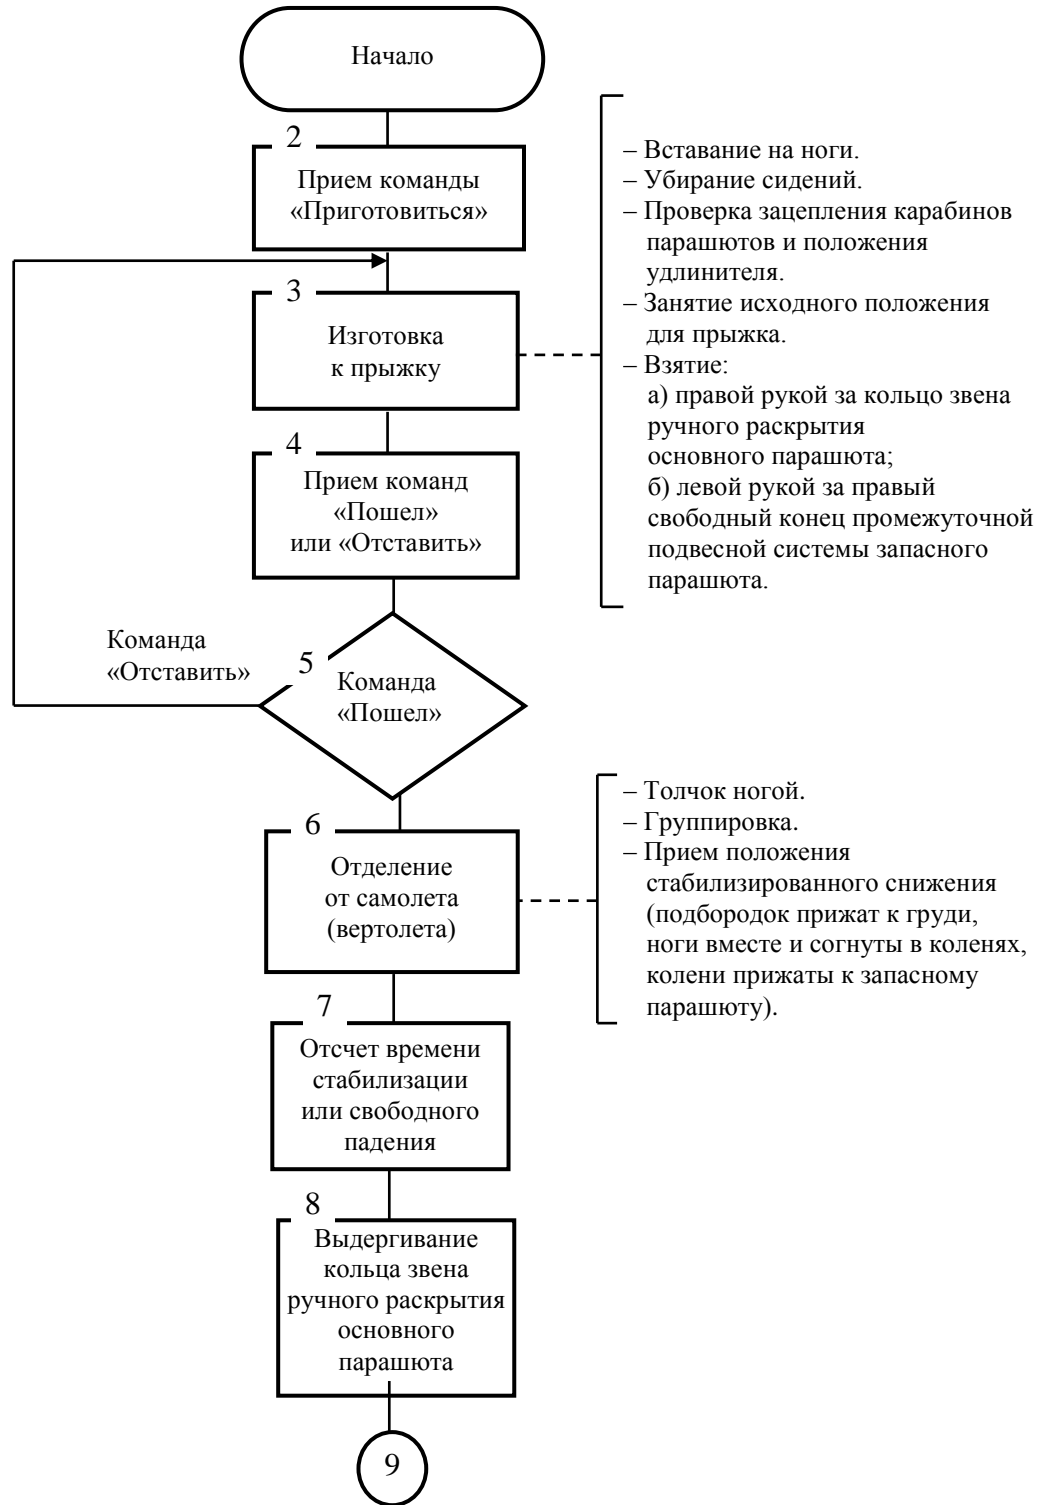 Начало
2
Прием команды
«Приготовиться»
3
Изготовка
к прыжку
– Вставание на ноги.
– Убирание сидений.
– Проверка зацепления карабинов
парашютов и положения
удлинителя.
– Занятие исходного положения
для прыжка.
– Взятие:
а) правой рукой за кольцо звена
ручного раскрытия
основного парашюта;
б) левой рукой за правый
свободный конец промежуточной
подвесной системы запасного
парашюта.
4
Прием команд
«Пошел»
или «Отставить»
Команда
«Отставить»
5
Команда
«Пошел»
6
Отделение
от самолета
(вертолета)
– Толчок ногой.
– Группировка.
– Прием положения
стабилизированного снижения
(подбородок прижат к груди,
ноги вместе и согнуты в коленях,
колени прижаты к запасному
парашюту).
7
Отсчет времени
стабилизации
или свободного
падения
8
Выдергивание
кольца звена
ручного раскрытия
основного
парашюта
9